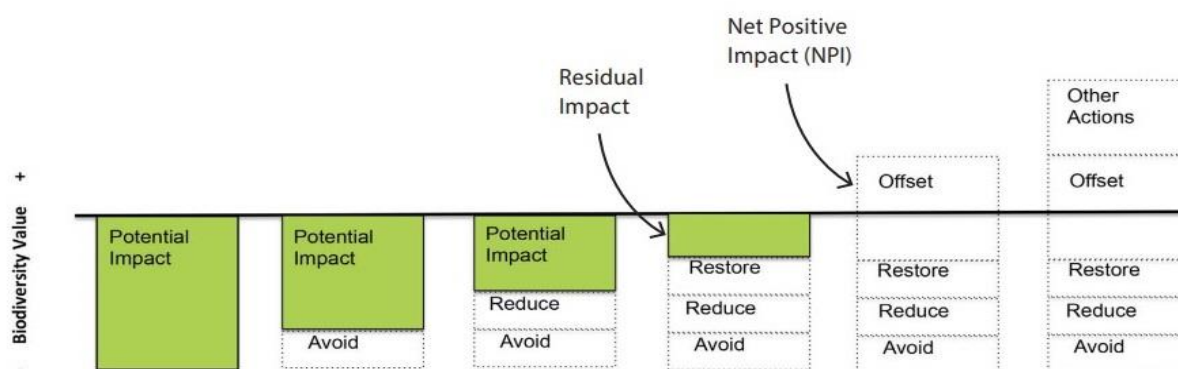 Net Positive
Impact (NPI)
Residual
Impact
Other
Actions
Offset
Offset
Biodiversity Value +
Potential
Impact
Potential
Impact
Potential
Impact
Restore
Restore
Restore
Reduce
Reduce
Reduce
Reduce
Avoid
Avoid
Avoid
Avoid
Avoid